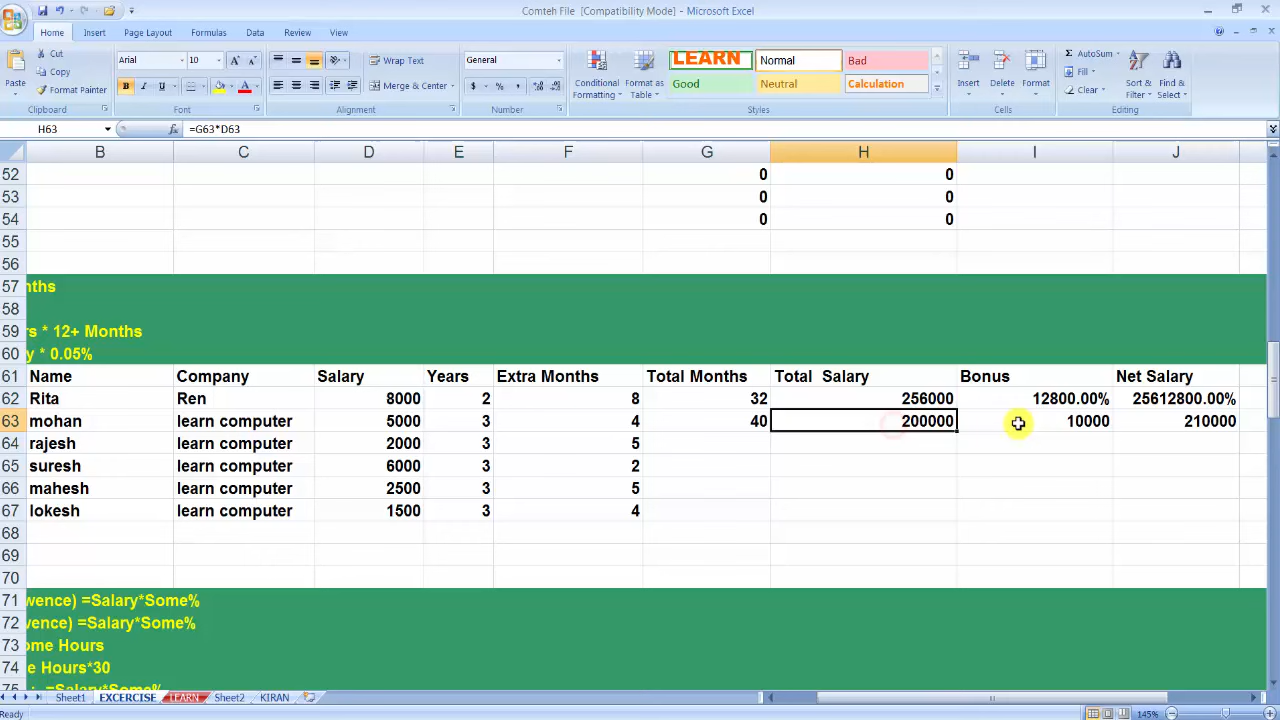 Comteh File [Compatibility Mode] - Microsoft Excel
Home Insert Page Layout Formulas Data Review View
Cut
Copy
Format Painter
Paste
Clipboard
Arial 10
B I U
Font
Wrap Text
Merge & Center
Alignment
General
$ % ,
Number
Conditional Formatting
Format as Table
LEARN Normal Bad
Good Neutral Calculation
Styles
Insert Delete Format
Cells
AutoSum
Fill
Clear
Sort & Filter
Find & Select
Editing
H63 fx =G63*D63
B C D E F G H I J
52 0 0
53 0 0
54 0 0
55
56
57 nths
58
59 rs * 12+ Months
60 y * 0.05%
61 Name Company Salary Years Extra Months Total Months Total Salary Bonus Net Salary
62 Rita Ren 8000 2 8 32 256000 12800.00% 25612800.00%
63 mohan learn computer 5000 3 4 40 200000 10000 210000
64 rajesh learn computer 2000 3 5
65 suresh learn computer 6000 3 2
66 mahesh learn computer 2500 3 5
67 lokesh learn computer 1500 3 4
68
69
70
71 wence) =Salary*Some%
72 vence) =Salary*Some%
73 ome Hours
74 e Hours*30
75 =Salary*Some%
Sheet1 EXCERCISE LEARN Sheet2 KIRAN
Ready 145%